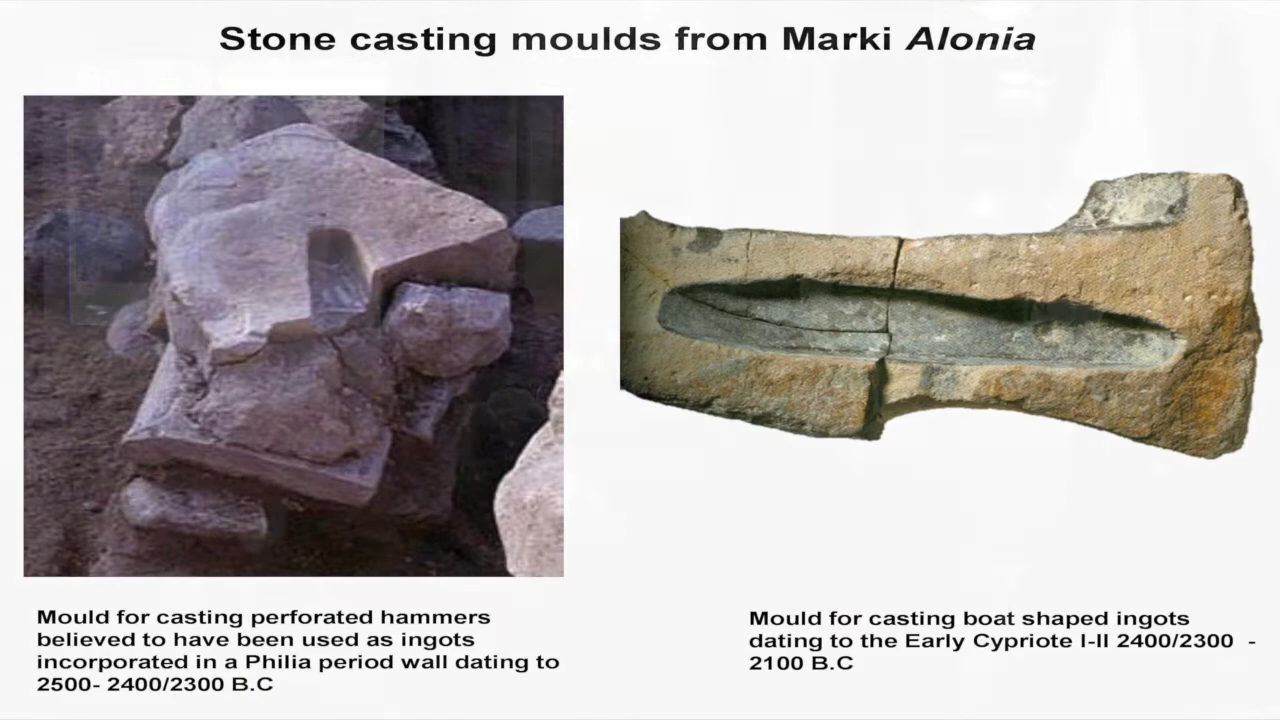 Stone casting moulds from Marki Alonia
Mould for casting perforated hammers
believed to have been used as ingots
incorporated in a Philia period wall dating to
2500- 2400/2300 B.C
Mould for casting boat shaped ingots
dating to the Early Cypriote I-II 2400/2300 -
2100 B.C